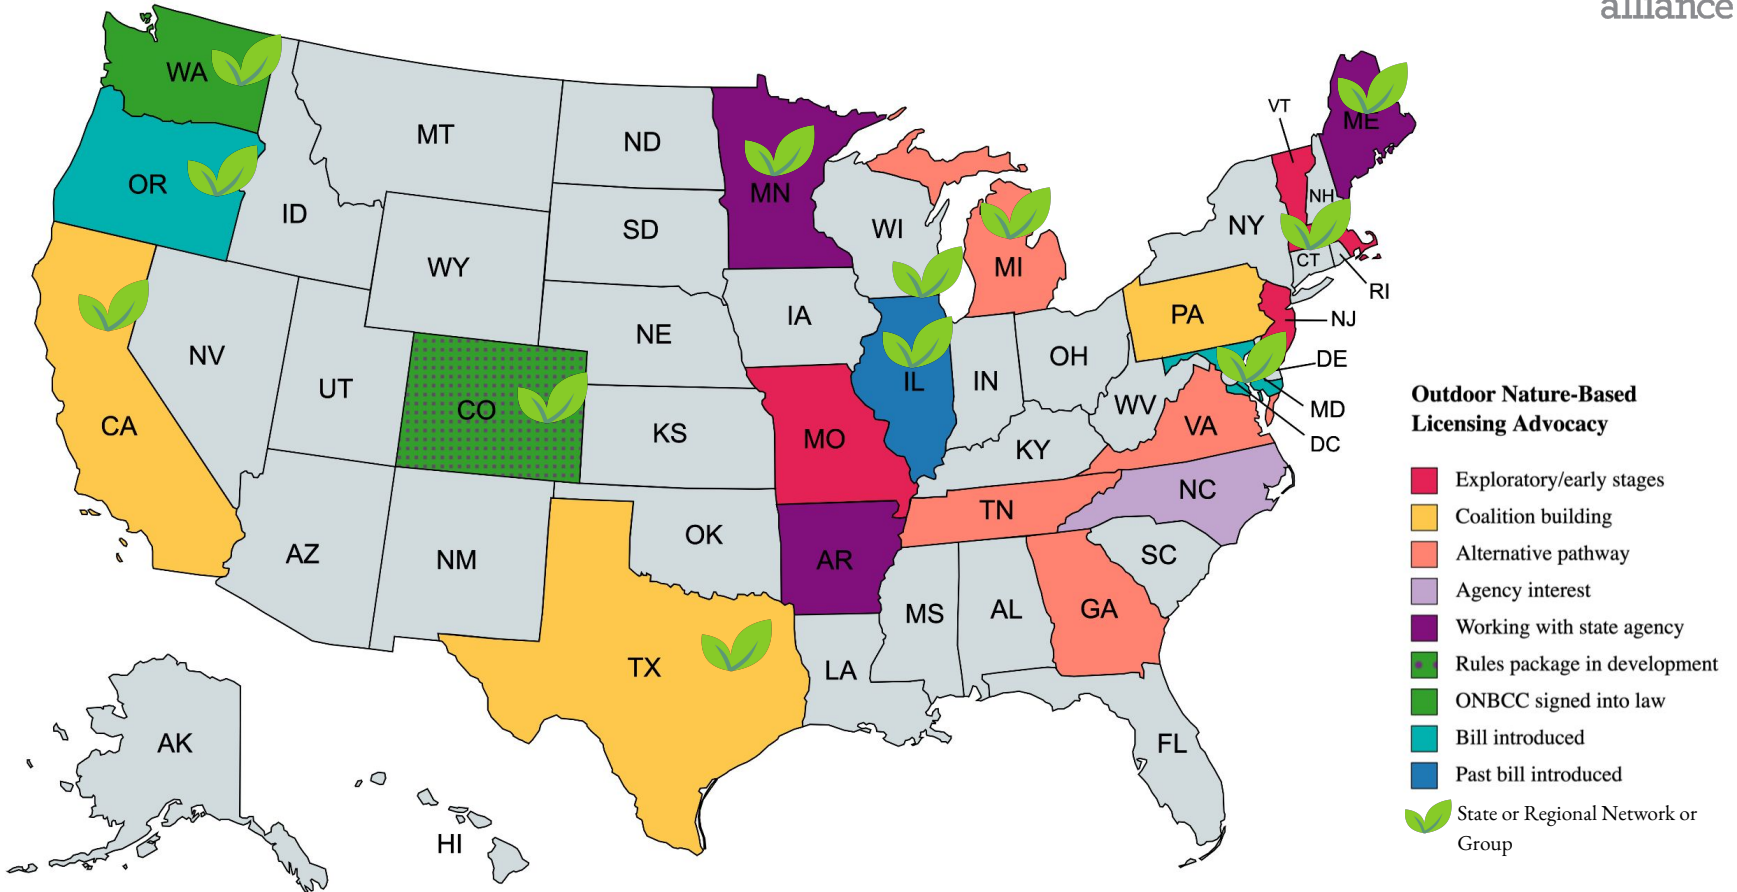 alliance
WA
MT
ND
MN
VT
ME
OR
ID
SD
WI
NH
NY
WY
MI
CT
RI
IA
PA
NJ
NE
NV
UT
CO
IL
IN
OH
DE
WV
MD
DC
CA
KS
MO
KY
VA
NC
TN
OK
AZ
NM
AR
SC
MS
AL
GA
TX
LA
FL
AK
HI
Outdoor Nature-Based
Licensing Advocacy
Exploratory/early stages
Coalition building
Alternative pathway
Agency interest
Working with state agency
Rules package in development
ONBCC signed into law
Bill introduced
Past bill introduced
State or Regional Network or
Group